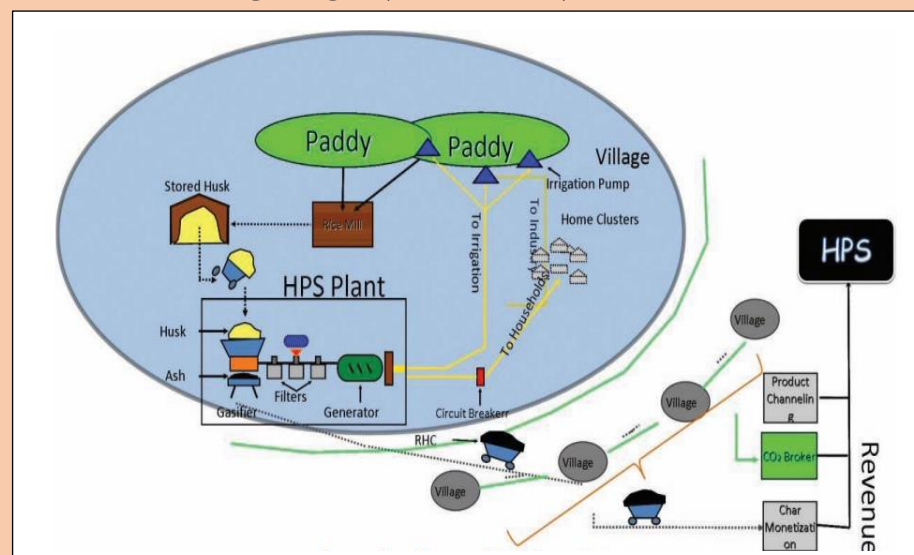 Paddy
Paddy
Village
Irrigation Pump
Stored Husk
Rice Mill
To Irrigation
To Industry
Home Clusters
HPS
HPS Plant
To Households
Husk
Village
Ash
Filters
Gasifier
Generator
Circuit Breakerr
Village
Product
Channelin
g
RHC
Village
CO₂ Broker
Village
Char
Monetizati
on
Revenue